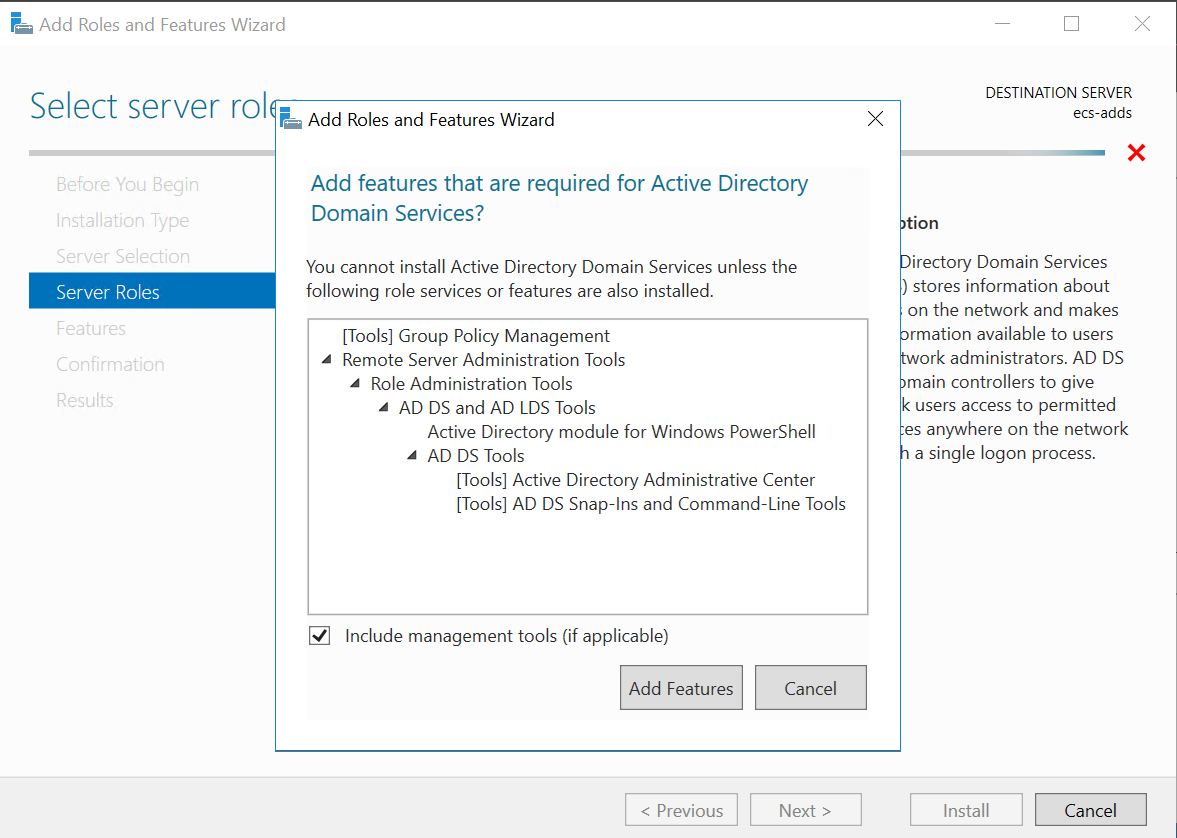 Add Roles and Features Wizard
Select server role
DESTINATION SERVER
ecs-adds
Before You Begin
Installation Type
Server Selection
Server Roles
Features
Confirmation
Results
Add Roles and Features Wizard
Add features that are required for Active Directory
Domain Services?
You cannot install Active Directory Domain Services unless the
following role services or features are also installed.
[Tools] Group Policy Management
Remote Server Administration Tools
Role Administration Tools
AD DS and AD LDS Tools
Active Directory module for Windows PowerShell
AD DS Tools
[Tools] Active Directory Administrative Center
[Tools] AD DS Snap-Ins and Command-Line Tools
Include management tools (if applicable)
Add Features
Cancel
ption
Directory Domain Services
) stores information about
on the network and makes
ormation available to users
twork administrators. AD DS
omain controllers to give
k users access to permitted
ces anywhere on the network
h a single logon process.
< Previous
Next >
Install
Cancel